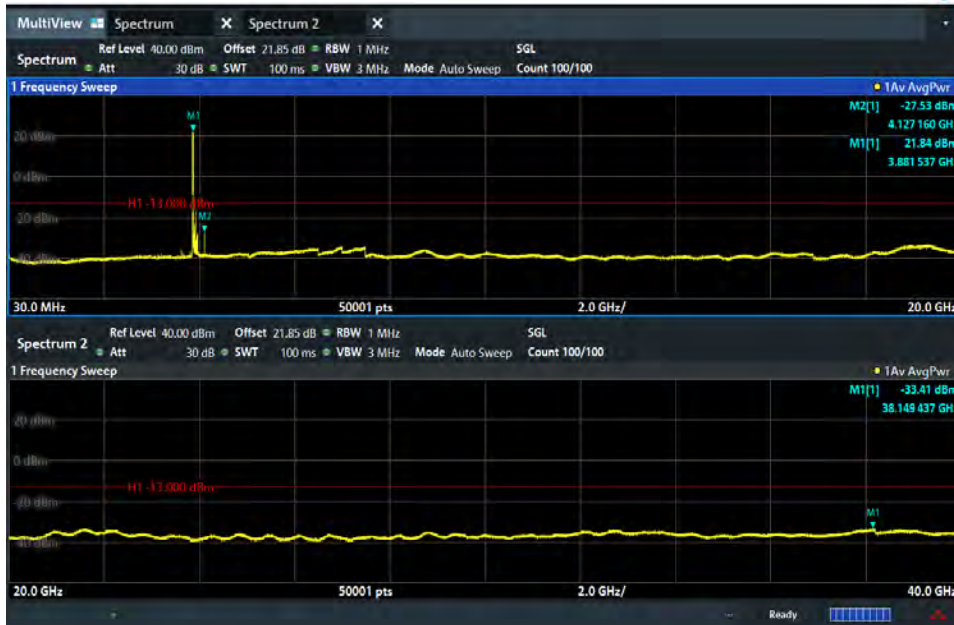 MultiView Spectrum X Spectrum 2 X
Spectrum Ref Level 40.00 dBm Offset 21.85 dB RBW 1 MHz SGL
Att 30 dB SWT 100 ms VBW 3 MHz Mode Auto Sweep Count 100/100
1 Frequency Sweep 1Av AvgPwr
M2[1] -27.53 dBm
4.127 160 GH
M1[1] 21.84 dBm
3.881 537 GH
M1
20 dBm
0 dBm
H1 -13.000 dBm
M2
-20 dBm
-40 dBm
30.0 MHz 50001 pts 2.0 GHz/ 20.0 GHz
Spectrum 2 Ref Level 40.00 dBm Offset 21.85 dB RBW 1 MHz SGL
Att 30 dB SWT 100 ms VBW 3 MHz Mode Auto Sweep Count 100/100
1 Frequency Sweep 1Av AvgPwr
M1[1] -33.41 dBm
38.149 437 GH
20 dBm
0 dBm
H1 -13.000 dBm
-20 dBm
M1
-40 dBm
20.0 GHz 50001 pts 2.0 GHz/ 40.0 GHz
Ready